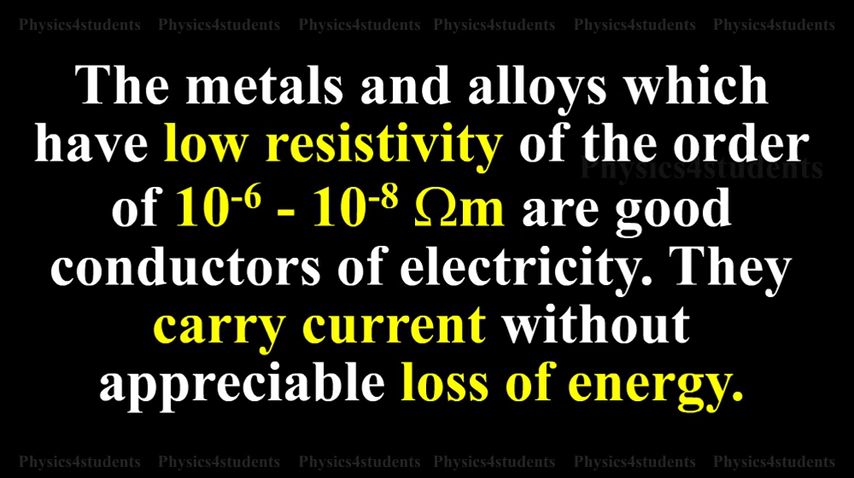 Physics4students Physics4students Physics4students Physics4students Physics4students Physics4students
The metals and alloys which
have low resistivity of the order
Physics4students
of 10⁻⁶ - 10⁻⁸ Ωm are good
conductors of electricity. They
carry current without
appreciable loss of energy.
Physics4students Physics4students Physics4students Physics4students Physics4students Physics4students